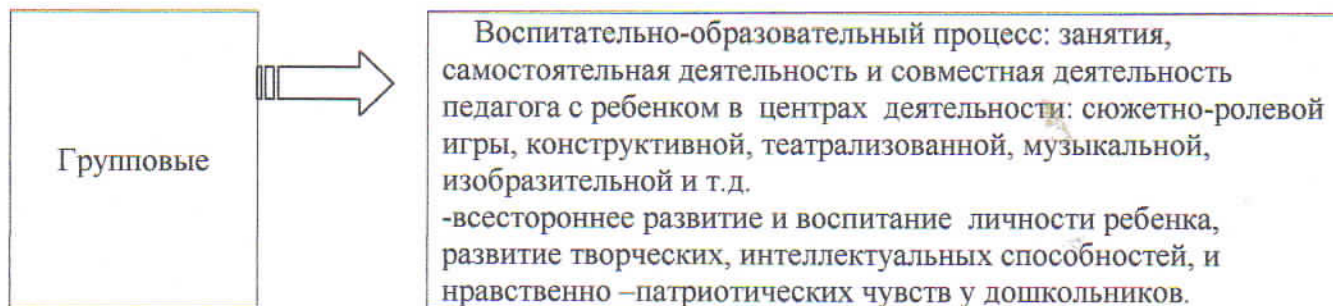 Групповые
Воспитательно-образовательный процесс: занятия,
самостоятельная деятельность и совместная деятельность
педагога с ребенком в центрах деятельности: сюжетно-ролевой
игры, конструктивной, театрализованной, музыкальной,
изобразительной и т.д.
-всестороннее развитие и воспитание личности ребенка,
развитие творческих, интеллектуальных способностей, и
нравственно –патриотических чувств у дошкольников.